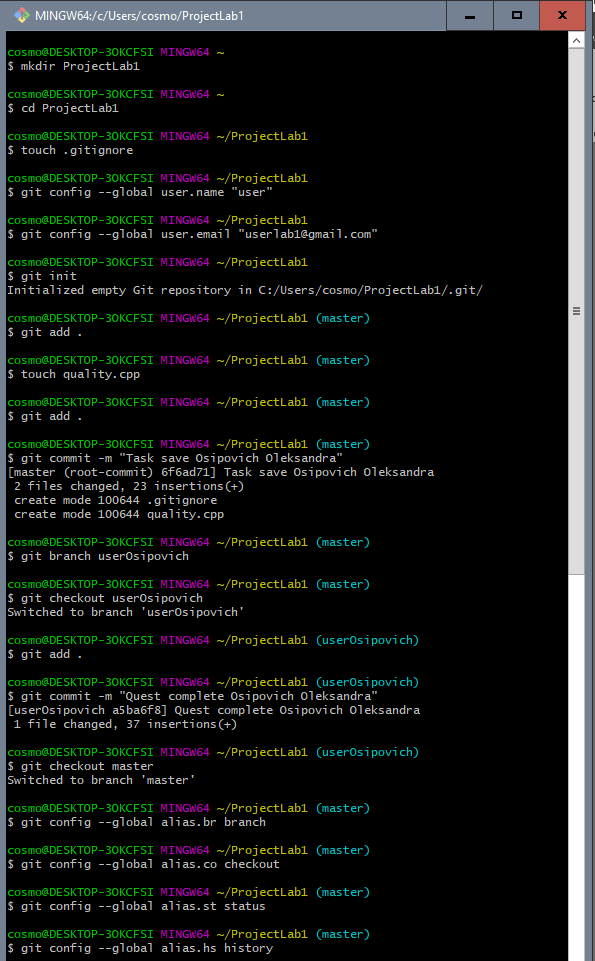 MINGW64:/c/Users/cosmo/ProjectLab1
cosmo@DESKTOP-3OKCFSI MINGW64 ~
$ mkdir ProjectLab1
cosmo@DESKTOP-3OKCFSI MINGW64 ~
$ cd ProjectLab1
cosmo@DESKTOP-3OKCFSI MINGW64 ~/ProjectLab1
$ touch .gitignore
cosmo@DESKTOP-3OKCFSI MINGW64 ~/ProjectLab1
$ git config --global user.name "user"
cosmo@DESKTOP-3OKCFSI MINGW64 ~/ProjectLab1
$ git config --global user.email "userlab1@gmail.com"
cosmo@DESKTOP-3OKCFSI MINGW64 ~/ProjectLab1
$ git init
Initialized empty Git repository in C:/Users/cosmo/ProjectLab1/.git/
cosmo@DESKTOP-3OKCFSI MINGW64 ~/ProjectLab1 (master)
$ git add .
cosmo@DESKTOP-3OKCFSI MINGW64 ~/ProjectLab1 (master)
$ touch quality.cpp
cosmo@DESKTOP-3OKCFSI MINGW64 ~/ProjectLab1 (master)
$ git add .
cosmo@DESKTOP-3OKCFSI MINGW64 ~/ProjectLab1 (master)
$ git commit -m "Task save Osipovich Oleksandra"
[master (root-commit) 6f6ad71] Task save Osipovich Oleksandra
 2 files changed, 23 insertions(+)
 create mode 100644 .gitignore
 create mode 100644 quality.cpp
cosmo@DESKTOP-3OKCFSI MINGW64 ~/ProjectLab1 (master)
$ git branch userOsipovich
cosmo@DESKTOP-3OKCFSI MINGW64 ~/ProjectLab1 (master)
$ git checkout userOsipovich
Switched to branch 'userOsipovich'
cosmo@DESKTOP-3OKCFSI MINGW64 ~/ProjectLab1 (userOsipovich)
$ git add .
cosmo@DESKTOP-3OKCFSI MINGW64 ~/ProjectLab1 (userOsipovich)
$ git commit -m "Quest complete Osipovich Oleksandra"
[userOsipovich a5ba6f8] Quest complete Osipovich Oleksandra
 1 file changed, 37 insertions(+)
cosmo@DESKTOP-3OKCFSI MINGW64 ~/ProjectLab1 (userOsipovich)
$ git checkout master
Switched to branch 'master'
cosmo@DESKTOP-3OKCFSI MINGW64 ~/ProjectLab1 (master)
$ git config --global alias.br branch
cosmo@DESKTOP-3OKCFSI MINGW64 ~/ProjectLab1 (master)
$ git config --global alias.co checkout
cosmo@DESKTOP-3OKCFSI MINGW64 ~/ProjectLab1 (master)
$ git config --global alias.st status
cosmo@DESKTOP-3OKCFSI MINGW64 ~/ProjectLab1 (master)
$ git config --global alias.hs history